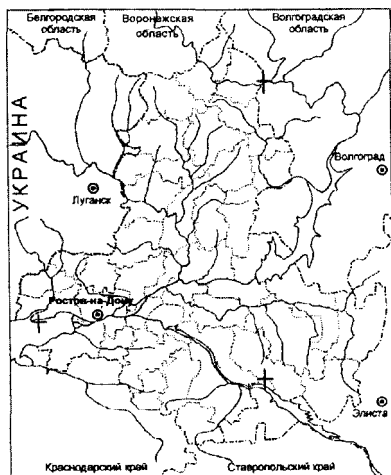 Белгородская
область
Воронежская
область
Волгоградская
область
УКРАИНА
Волгоград
Луганск
Ростов-на-Дону
Элиста
Краснодарский край
Ставропольский край